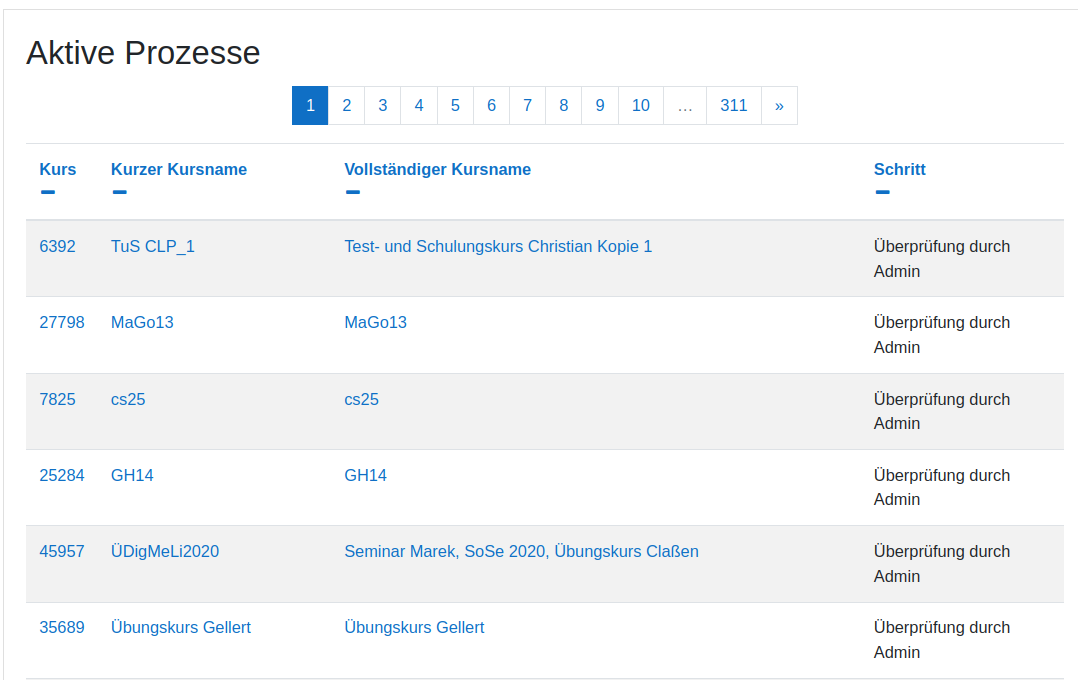 Aktive Prozesse
1 2 3 4 5 6 7 8 9 10 ... 311 »
Kurs Kurzer Kursname Vollständiger Kursname Schritt
6392 TuS CLP_1 Test- und Schulungskurs Christian Kopie 1 Überprüfung durch
Admin
27798 MaGo13 MaGo13 Überprüfung durch
Admin
7825 cs25 cs25 Überprüfung durch
Admin
25284 GH14 GH14 Überprüfung durch
Admin
45957 ÜDigMeLi2020 Seminar Marek, SoSe 2020, Übungskurs Claßen Überprüfung durch
Admin
35689 Übungskurs Gellert Übungskurs Gellert Überprüfung durch
Admin